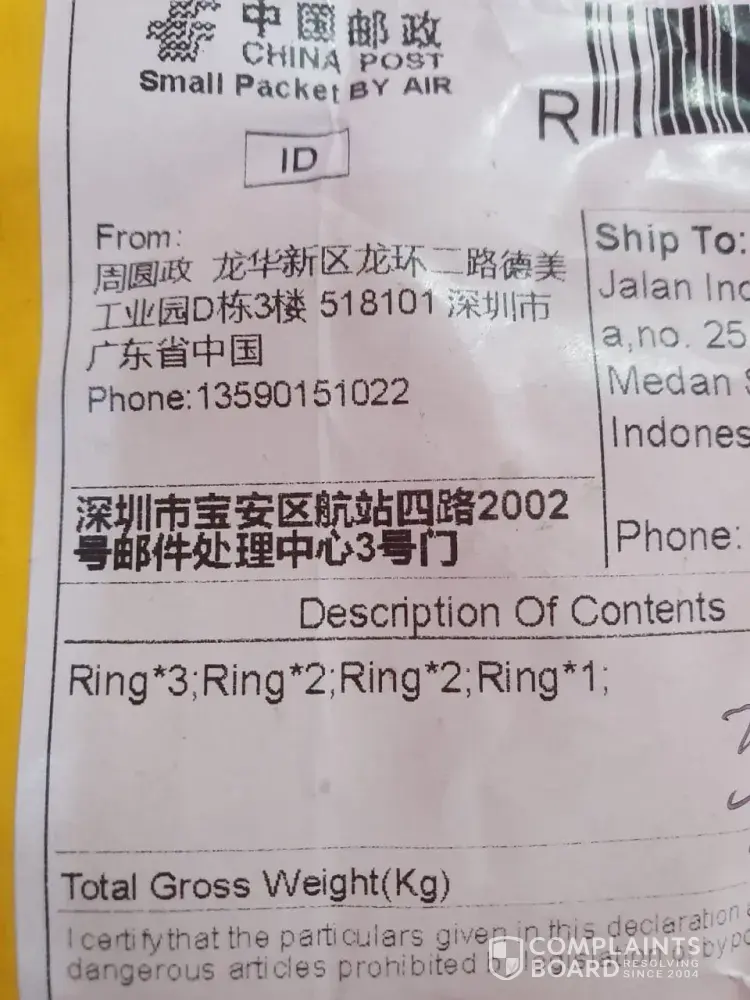 中国邮政
CHINA POST
Small Packet BY AIR
R
ID
From:
周圆政 龙华新区龙环二路德美
工业园D栋3楼 518101 深圳市
广东省中国
Phone:13590151022
Ship To:
Jalan
a,no. 25
Medan
Phone:
深圳市宝安区航站四路2002
号邮件处理中心3号门
Description Of Contents
Ring*3;Ring*2;Ring*2;Ring*1;
Total Gross Weight(Kg)
I certify that the particulars given in this declaration
dangerous articles prohibited
COMPLAINTS
BOARD RESOLVING
SINCE 2004